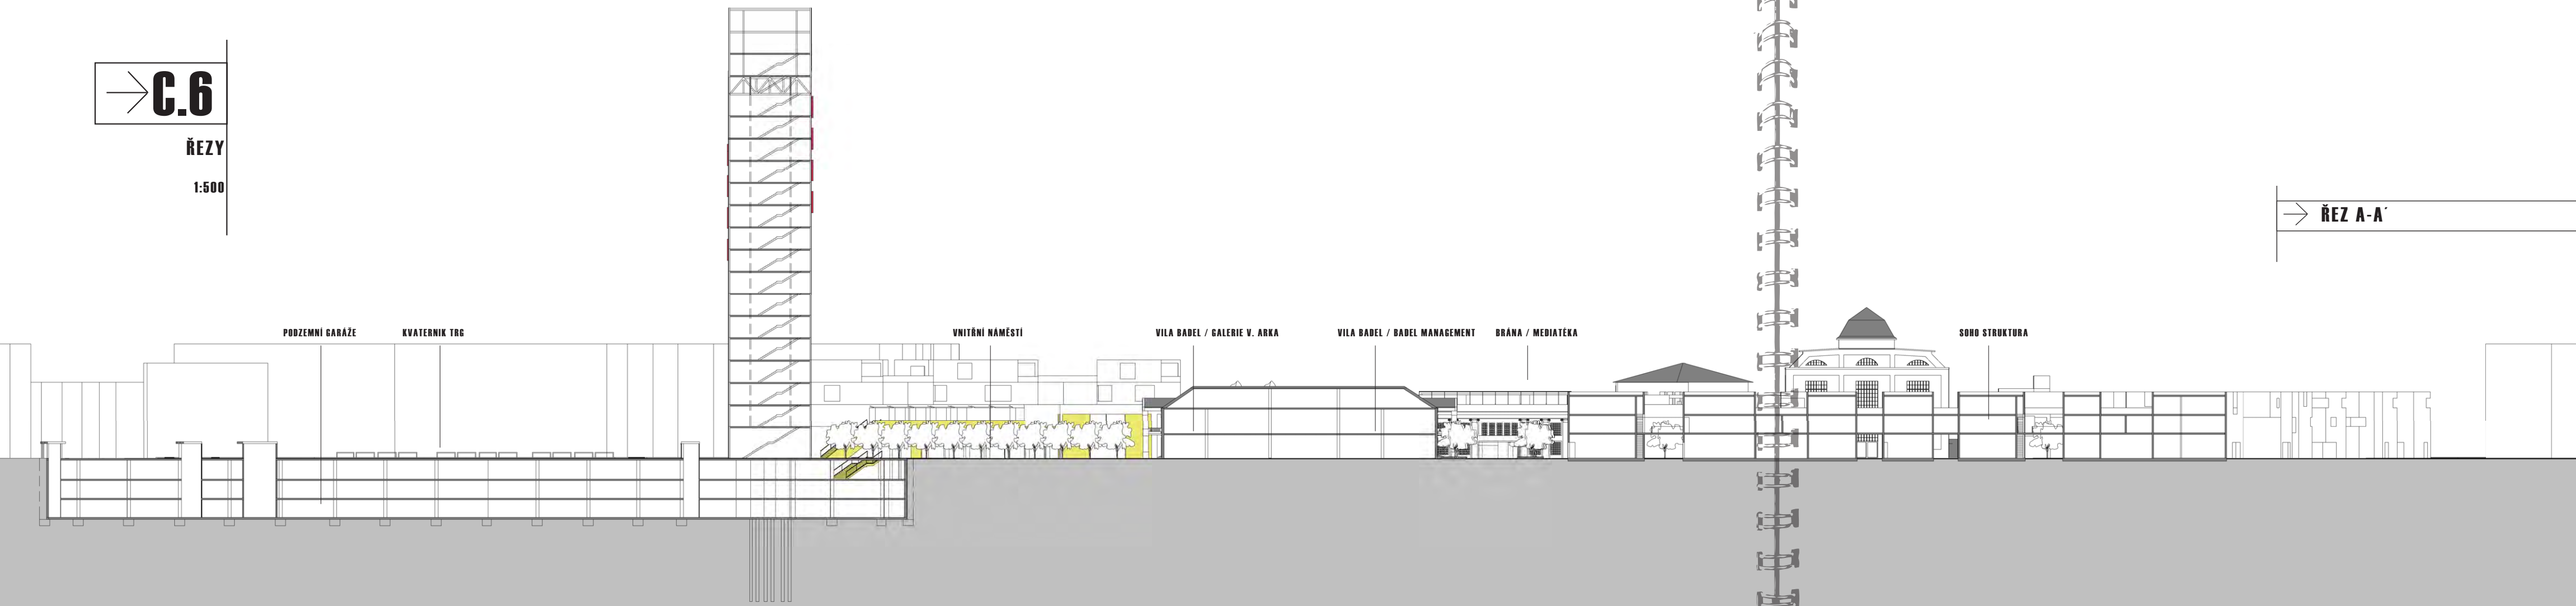 C.6
ŘEZY
1:500
ŘEZ A-A´
PODZEMNÍ GARÁŽE
KVATERNIK TRG
VNITŘNÍ NÁMĚSTÍ
VILA BADEL / GALERIE V. ARKA
VILA BADEL / BADEL MANAGEMENT
BRÁNA / MEDIATÉKA
SOHO STRUKTURA